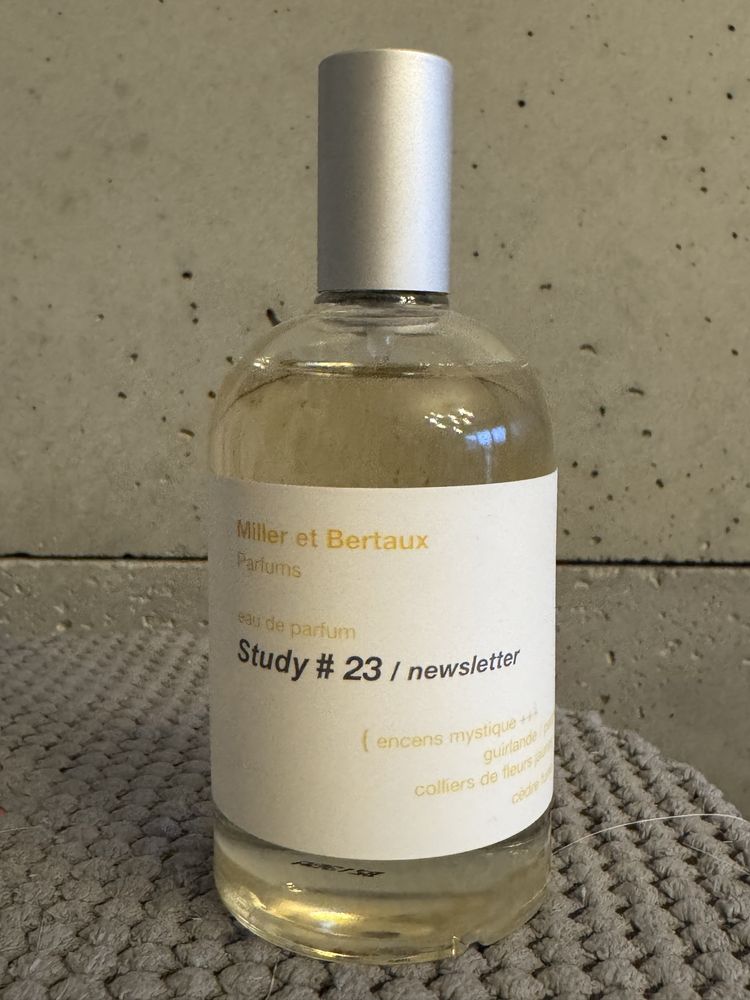 Miller et Bertaux
Parfums
eau de parfum
Study # 23 / newsletter
( encens mystique +++
guirlande /
colliers de fleurs
cèdre